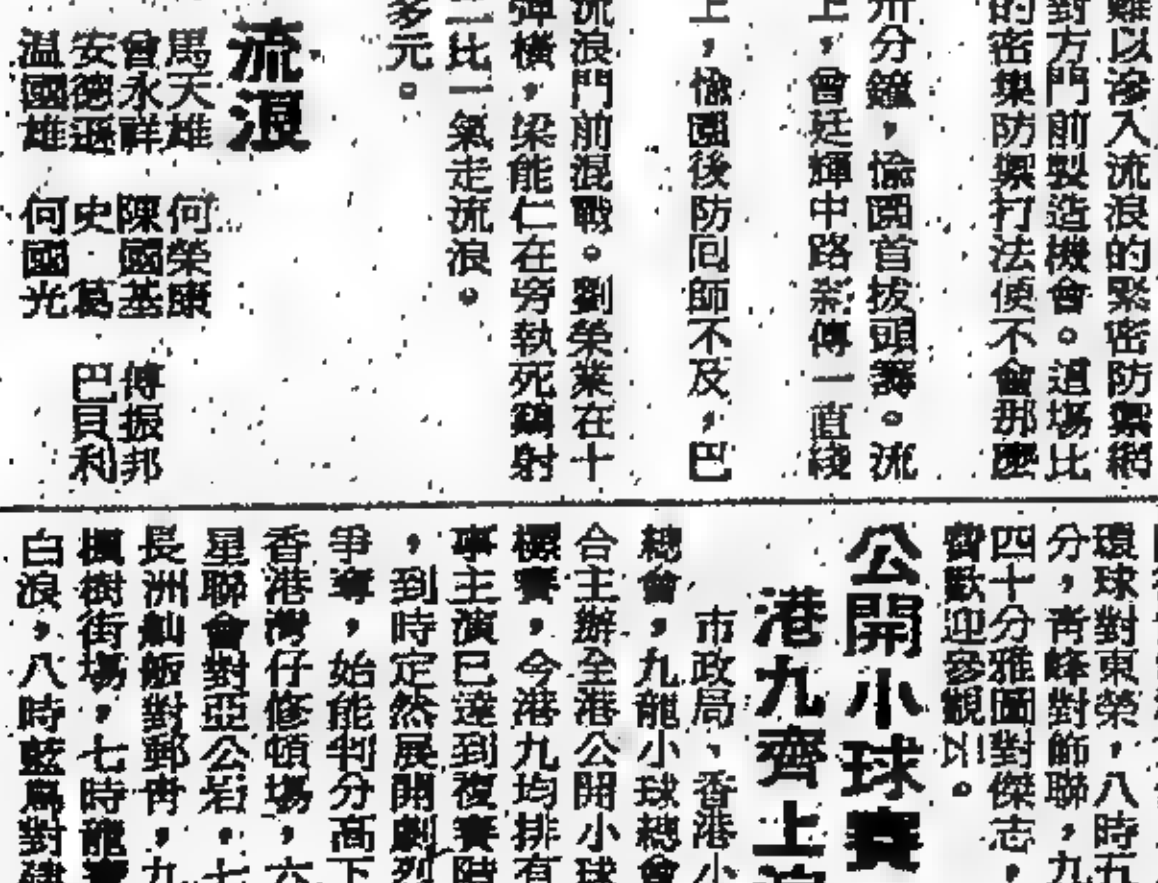 難以滲入流浪的緊密防禦網
對方門前製造機會。這場比
的密集防禦打法便不會那麼
卅分鐘,愉園首拔頭籌。流
上,曾廷輝中路彩傳一直綫
上,愉園後防回師不及,巴
流浪門前混戰。劉榮業在十
彈橫,梁能仁在旁執死鷄射
二比一氣走流浪。
多元。
流浪
馬天雄 何榮康
曾永祥 陳國基 傅振邦
安德遜 史·葛 巴貝利
温國雄 何國光
環球對東榮,八時五
分,青峰對飾聯,九
四十分雅圖對傑志,
費歡迎參觀云。
公開小球賽
港九齊上演
市政局、香港小
總會,九龍小球總會
合主辦全港公開小球
標賽,今港九均排有
事主演已達到複賽階
,到時定然展開劇烈
爭奪,始能判分高下
香港灣仔修頓場,六
星聯會對亞公岩,七
長洲舢舨對郵青,九
楓樹街場,七時龍
白浪,八時藍鳥對建